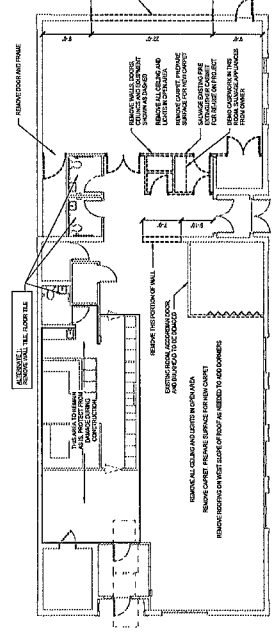 REMOVE DOOR AND FRAME
REMOVE WALLS, DOORS,
CEILINGS AND EQUIPMENT
SHOWN AS DASHED
REMOVE ALL CEILING AND
LIGHTS IN OPEN AREA
REMOVE CARPET, PREPARE
SURFACE FOR NEW CARPET
SALVAGE EXISTING FIRE
EXTINGUISHER CABINET
FOR RE-USE ON PROJECT
DEMO CASEWORK IN THIS
ROOM, SALVAGE APPLIANCES
FROM OWNER
ALTERNATE 1:
REMOVE WALL TILE, FLOOR TILE
THIS AREA TO REMAIN
AS IS, PROTECT FROM
DAMAGE DURING
CONSTRUCTION
REMOVE THIS PORTION OF WALL
EXISTING ROOM, ACCORDIAN DOOR,
AND BULKHEAD TO BE DEMOED
REMOVE ALL CEILING AND LIGHTS IN OPEN AREA
REMOVE CARPET PREPARE SURFACE FOR NEW CARPET
REMOVE ROOFING ON WEST SLOPE OF ROOF AS NEEDED TO ADD DORMERS